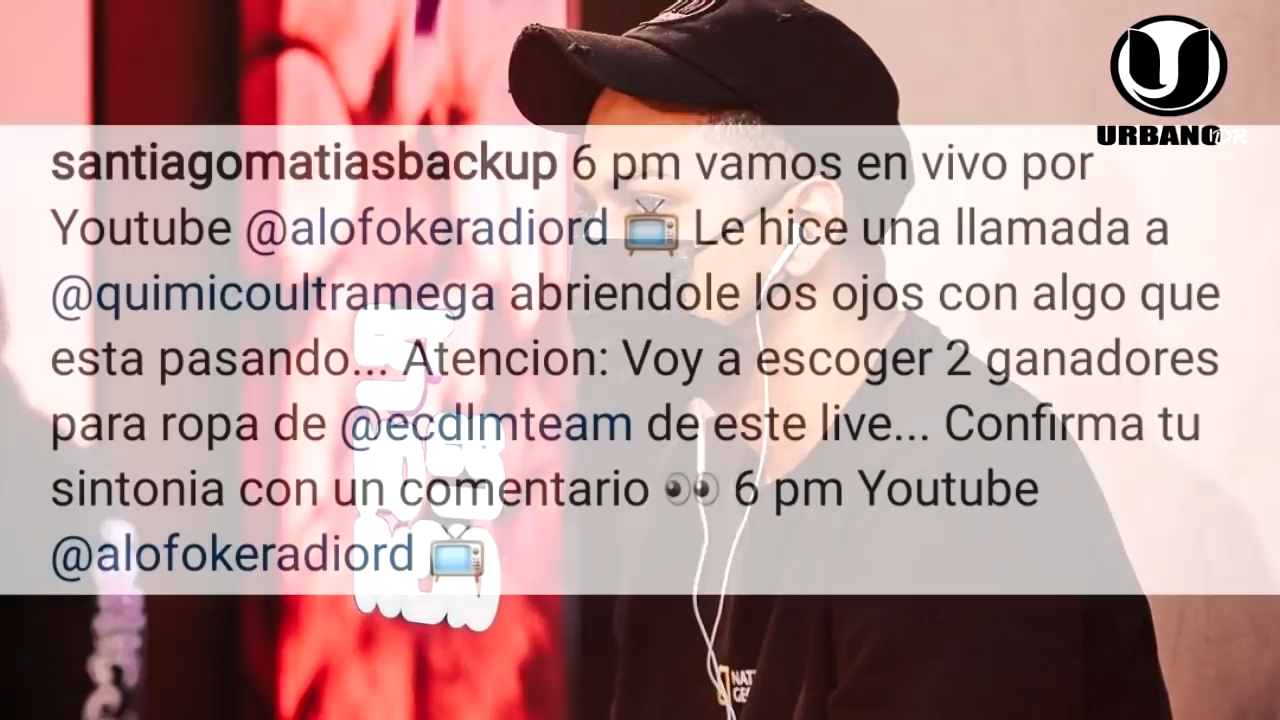 URBANO DR
santiagomatiasbackup 6 pm vamos en vivo por
Youtube @alofokeradiord 📺 Le hice una llamada a
@quimicoultramega abriendole los ojos con algo que
esta pasando... Atencion: Voy a escoger 2 ganadores
para ropa de @ecdlmteam de este live... Confirma tu
sintonia con un comentario 👀 6 pm Youtube
@alofokeradiord 📺